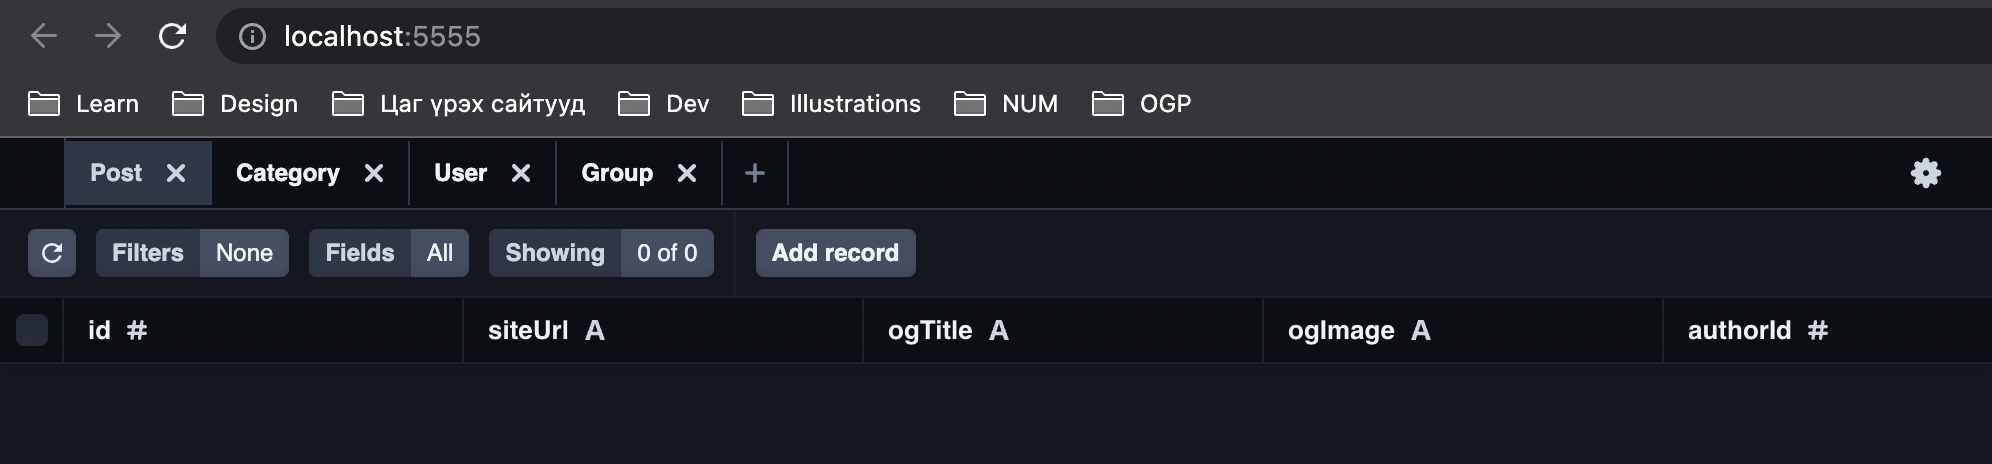 localhost:5555
Learn Design Цаг үрэх сайтууд Dev Illustrations NUM OGP
Post Category User Group
Filters None Fields All Showing 0 of 0 Add record
id # siteUrl A ogTitle A ogImage A authorId #